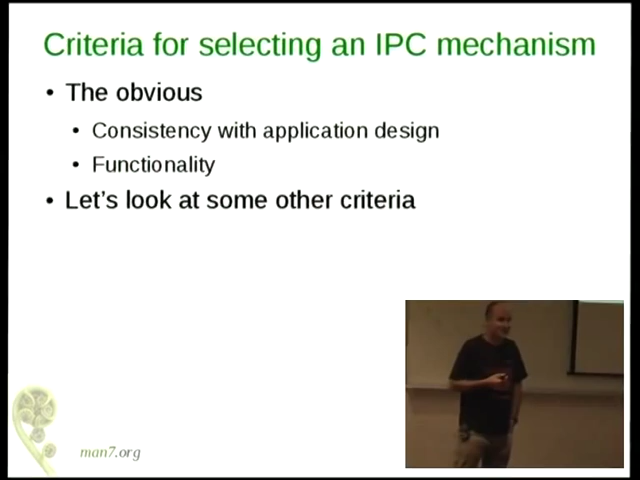 Criteria for selecting an IPC mechanism
• The obvious
• Consistency with application design
• Functionality
• Let's look at some other criteria
man7.org